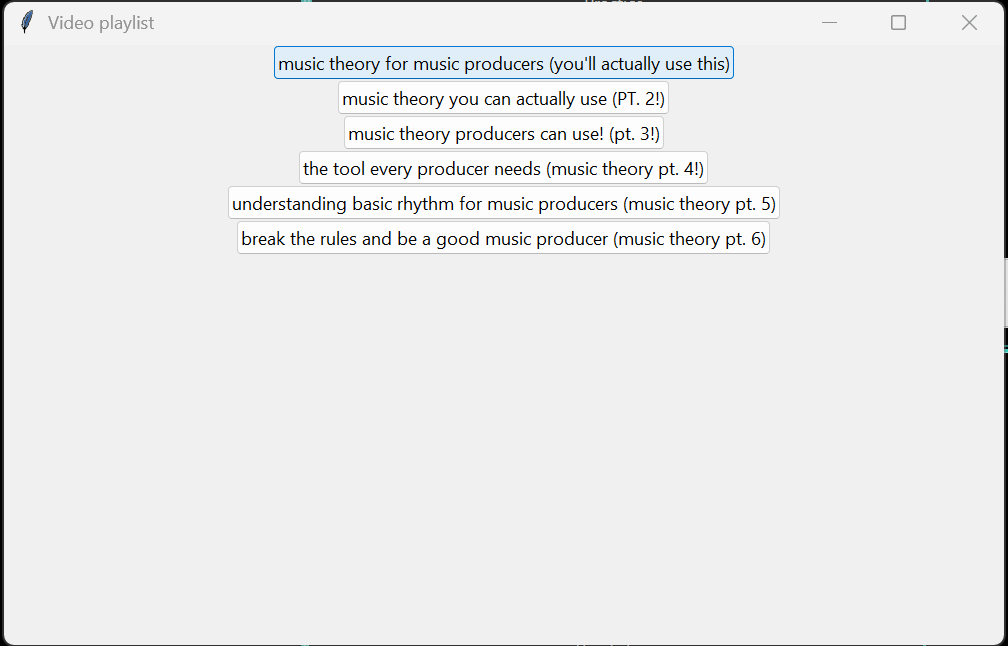 Video playlist
music theory for music producers (you'll actually use this)
music theory you can actually use (PT. 2!)
music theory producers can use! (pt. 3!)
the tool every producer needs (music theory pt. 4!)
understanding basic rhythm for music producers (music theory pt. 5)
break the rules and be a good music producer (music theory pt. 6)